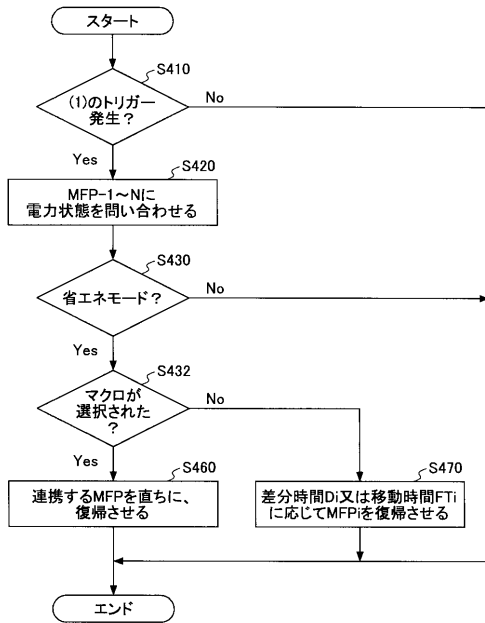 スタート
S410
(1)のトリガー
発生?
No
Yes
S420
MFP-1~Nに
電力状態を問い合わせる
S430
省エネモード?
No
Yes
S432
マクロが
選択された
?
No
Yes
S460
連携するMFPを直ちに、
復帰させる
S470
差分時間Di又は移動時間FTi
に応じてMFPiを復帰させる
エンド